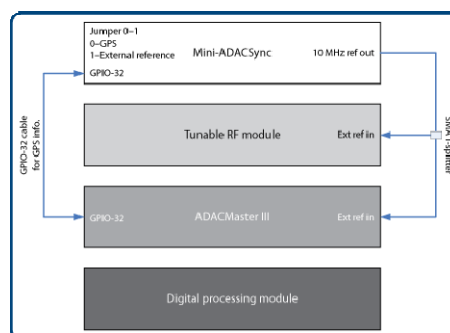 Jumper 0–1
0–GPS
1–External reference
Mini-ADACSync
10 MHz ref out
GPIO-32
GPIO-32 cable
for GPS info.
Tunable RF module
Ext ref in
SMA T-splitter
GPIO-32
ADACMaster III
Ext ref in
Digital processing module